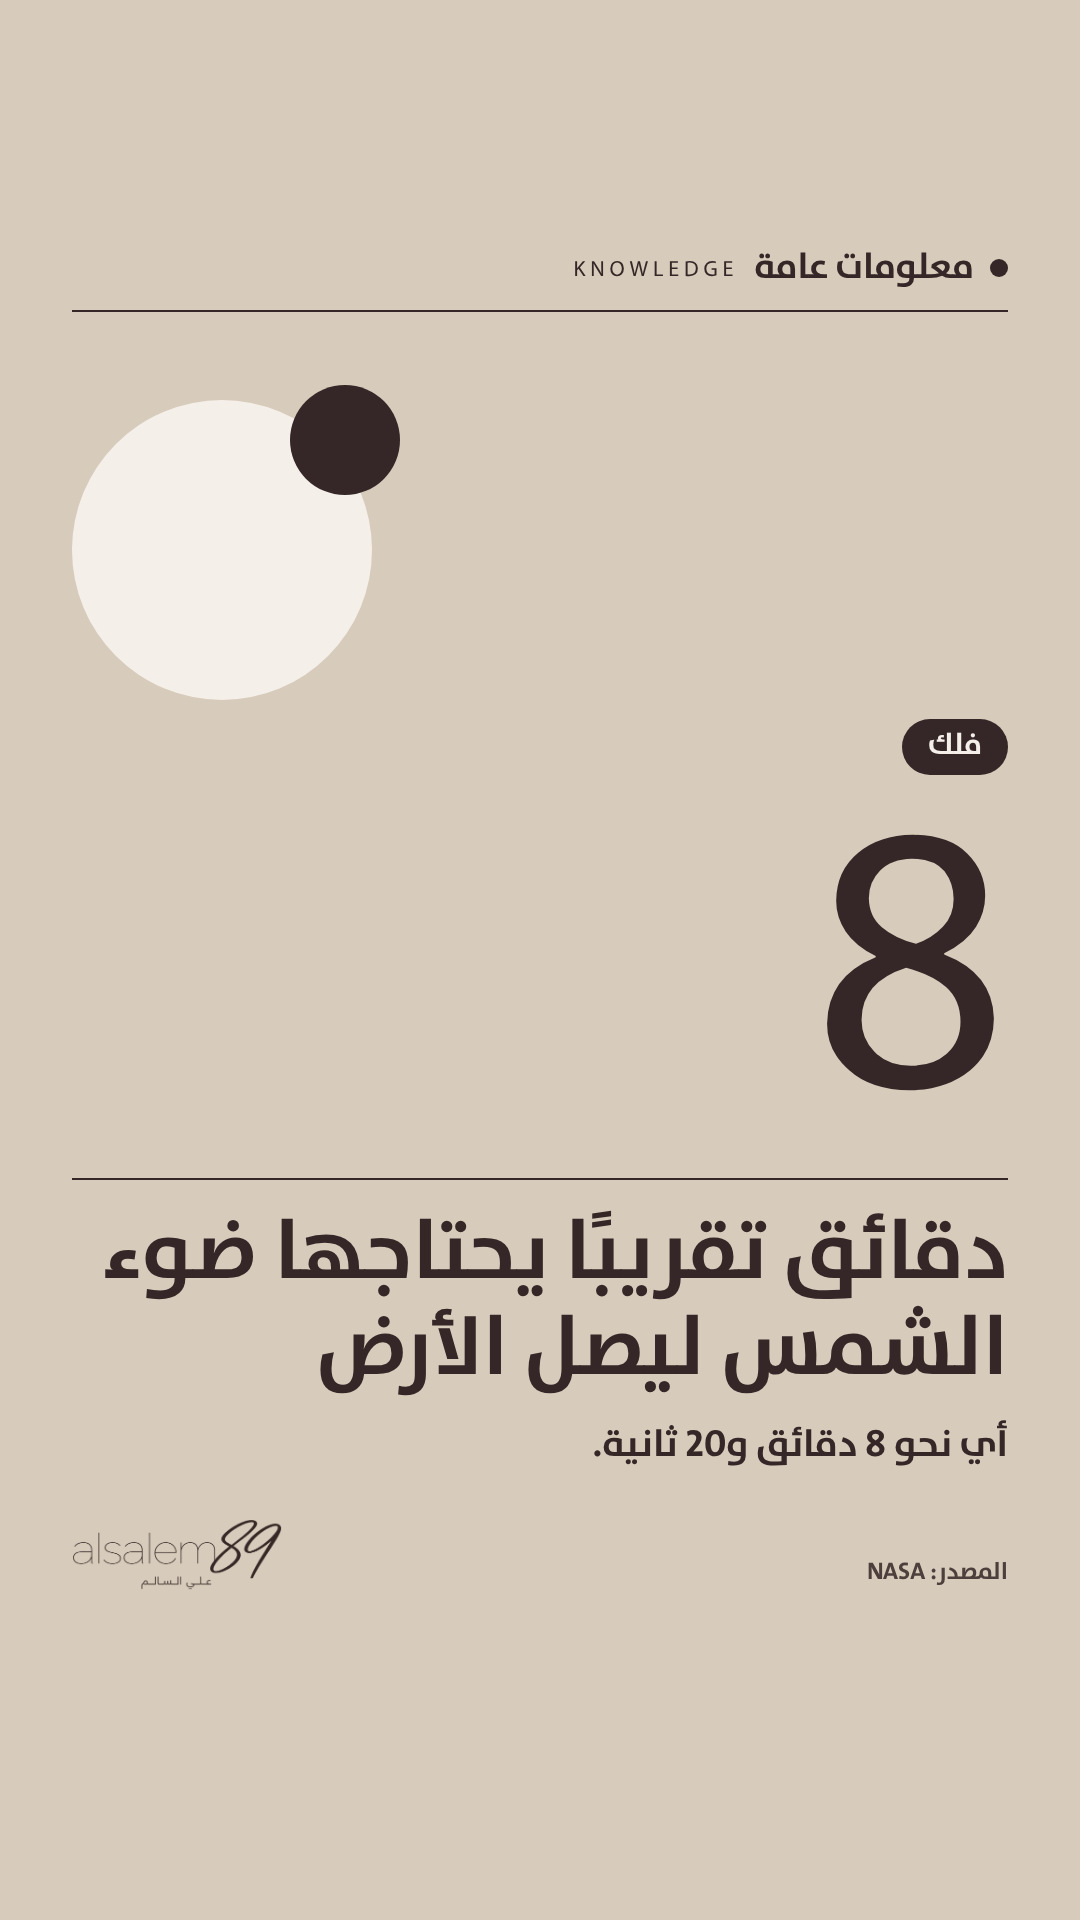 معلومات عامة KNOWLEDGE
فلك
8
دقائق تقريبًا يحتاجها ضوء
الشمس ليصل الأرض
أي نحو 8 دقائق و20 ثانية.
المصدر: NASA
alsalem89
علي السالم